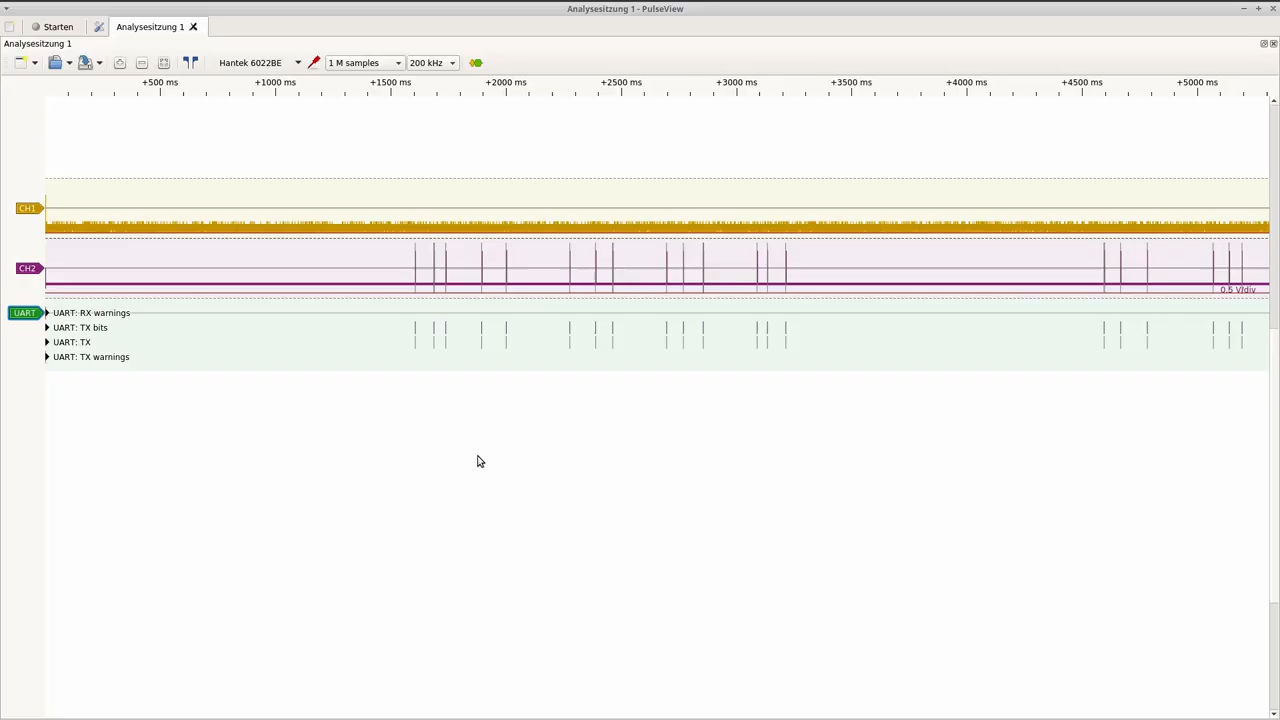 Analysesitzung 1 - PulseView
Starten
Analysesitzung 1
Analysesitzung 1
Hantek 6022BE 1 M samples 200 kHz
+500 ms +1000 ms +1500 ms +2000 ms +2500 ms +3000 ms +3500 ms +4000 ms +4500 ms +5000 ms
CH1
CH2
0.5 V/div
UART UART: RX warnings
UART: TX bits
UART: TX
UART: TX warnings